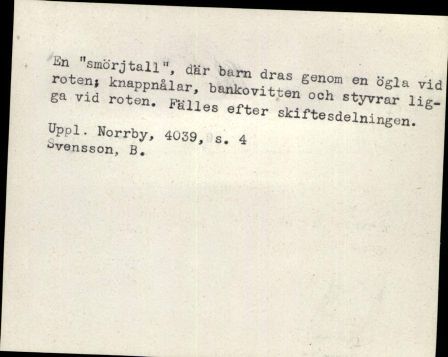 En "smörjtall", där barn dras genom en ögla vid
roten; knappnålar, bankovitten och styvrar lig-
ga vid roten. Fälles efter skiftesdelningen.
Uppl. Norrby, 4039, s. 4
Svensson, B.